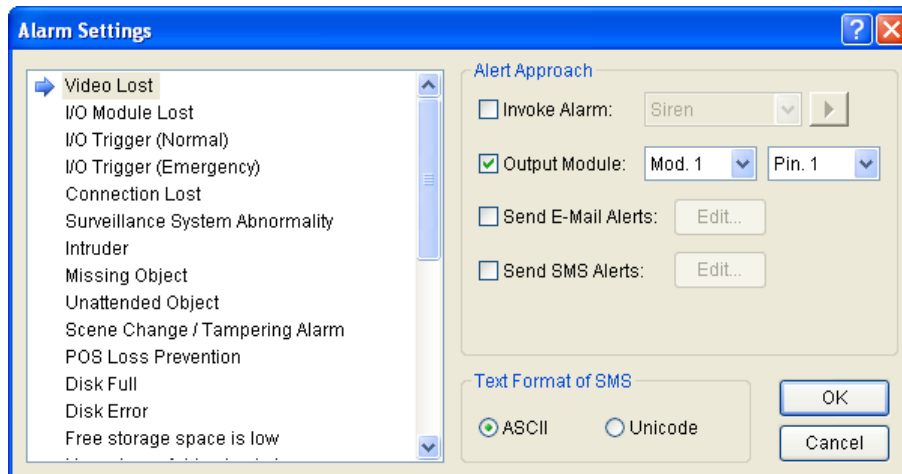 Alarm Settings
Video Lost
I/O Module Lost
I/O Trigger (Normal)
I/O Trigger (Emergency)
Connection Lost
Surveillance System Abnormality
Intruder
Missing Object
Unattended Object
Scene Change / Tampering Alarm
POS Loss Prevention
Disk Full
Disk Error
Free storage space is low
Alert Approach
Invoke Alarm: Siren
Output Module: Mod. 1 Pin. 1
Send E-Mail Alerts: Edit...
Send SMS Alerts: Edit...
Text Format of SMS
ASCII Unicode
OK
Cancel